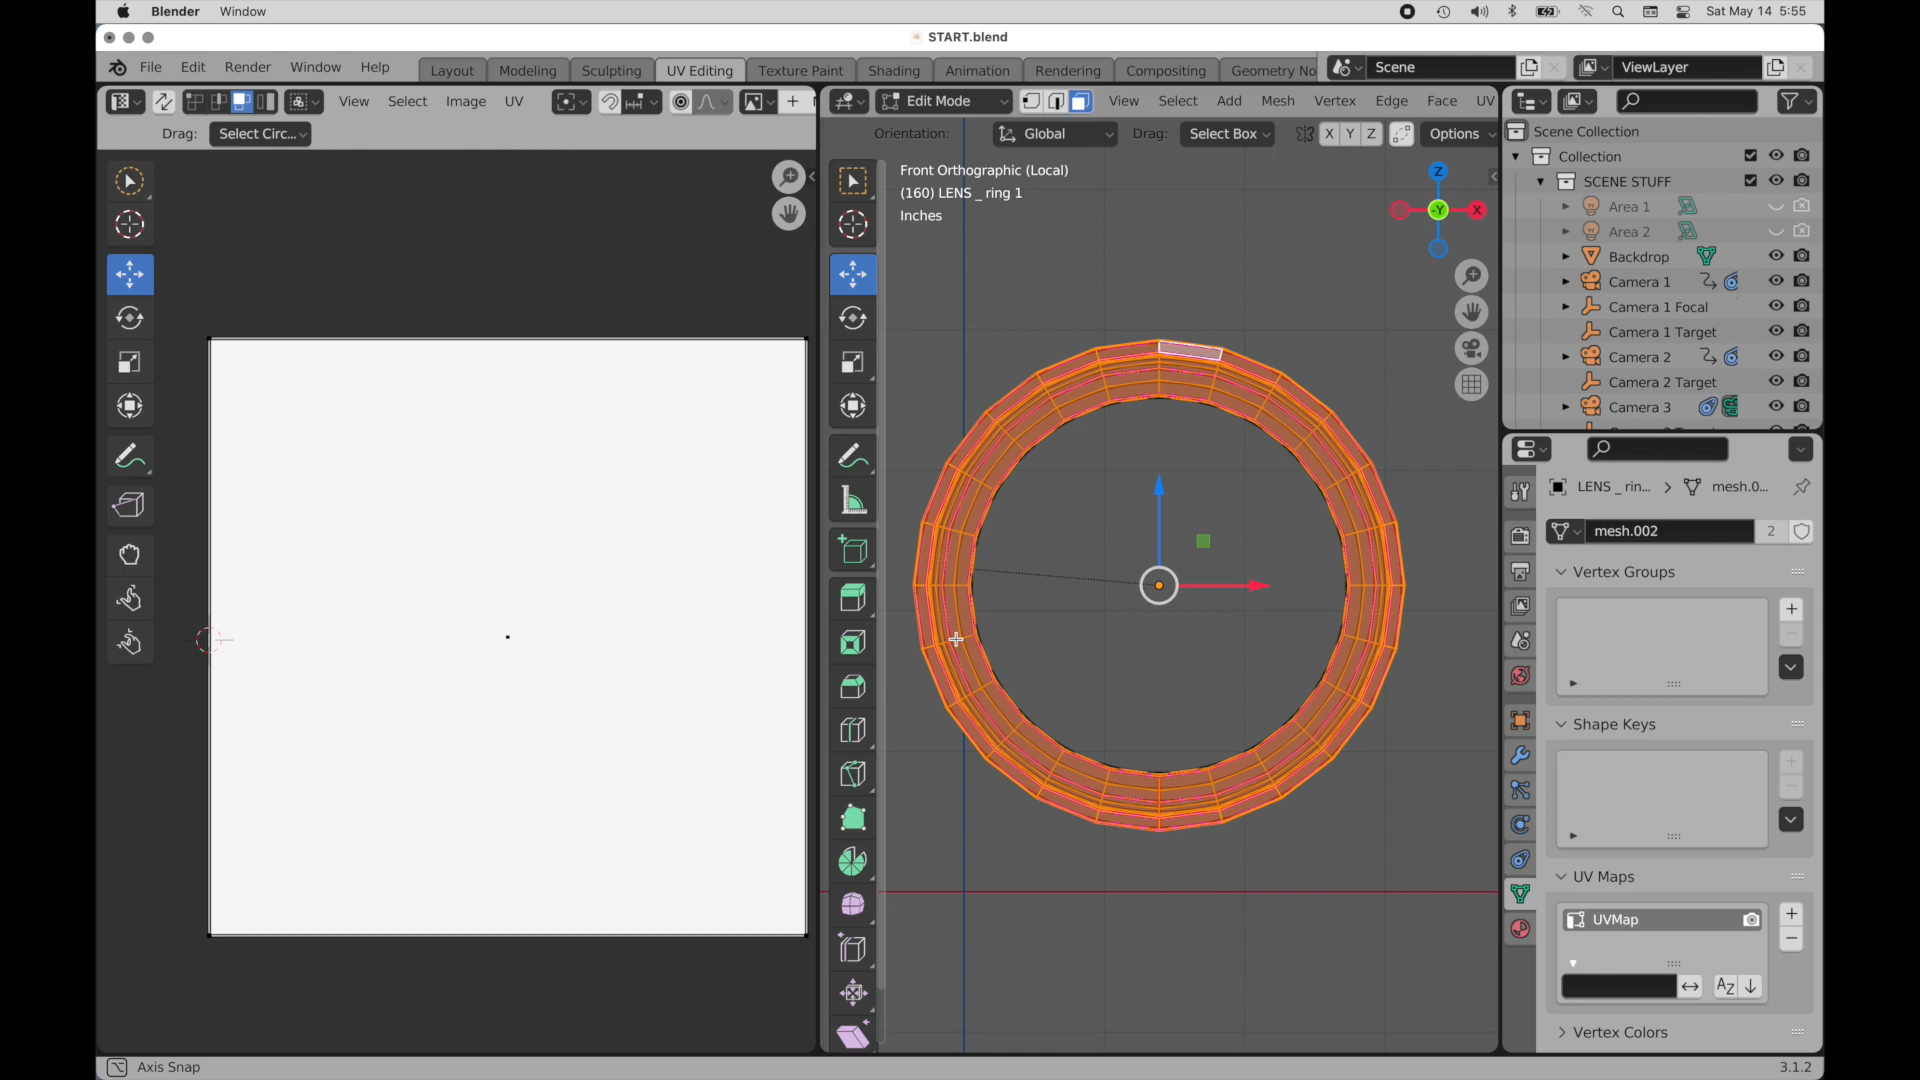 Blender Window Sat May 14 5:55
START.blend
File Edit Render Window Help Layout Modeling Sculpting UV Editing Texture Paint Shading Animation Rendering Compositing Geometry No Scene ViewLayer
View Select Image UV Edit Mode View Select Add Mesh Vertex Edge Face UV
Drag: Select Circ... Orientation: Global Drag: Select Box X Y Z Options
Front Orthographic (Local)
(160) LENS _ ring 1
Inches
Z
-Y X
Scene Collection
Collection
SCENE STUFF
Area 1
Area 2
Backdrop
Camera 1
Camera 1 Focal
Camera 1 Target
Camera 2
Camera 2 Target
Camera 3
LENS _ rin... > mesh.0...
mesh.002 2
Vertex Groups
Shape Keys
UV Maps
UVMap
AZ
Vertex Colors
Axis Snap 3.1.2